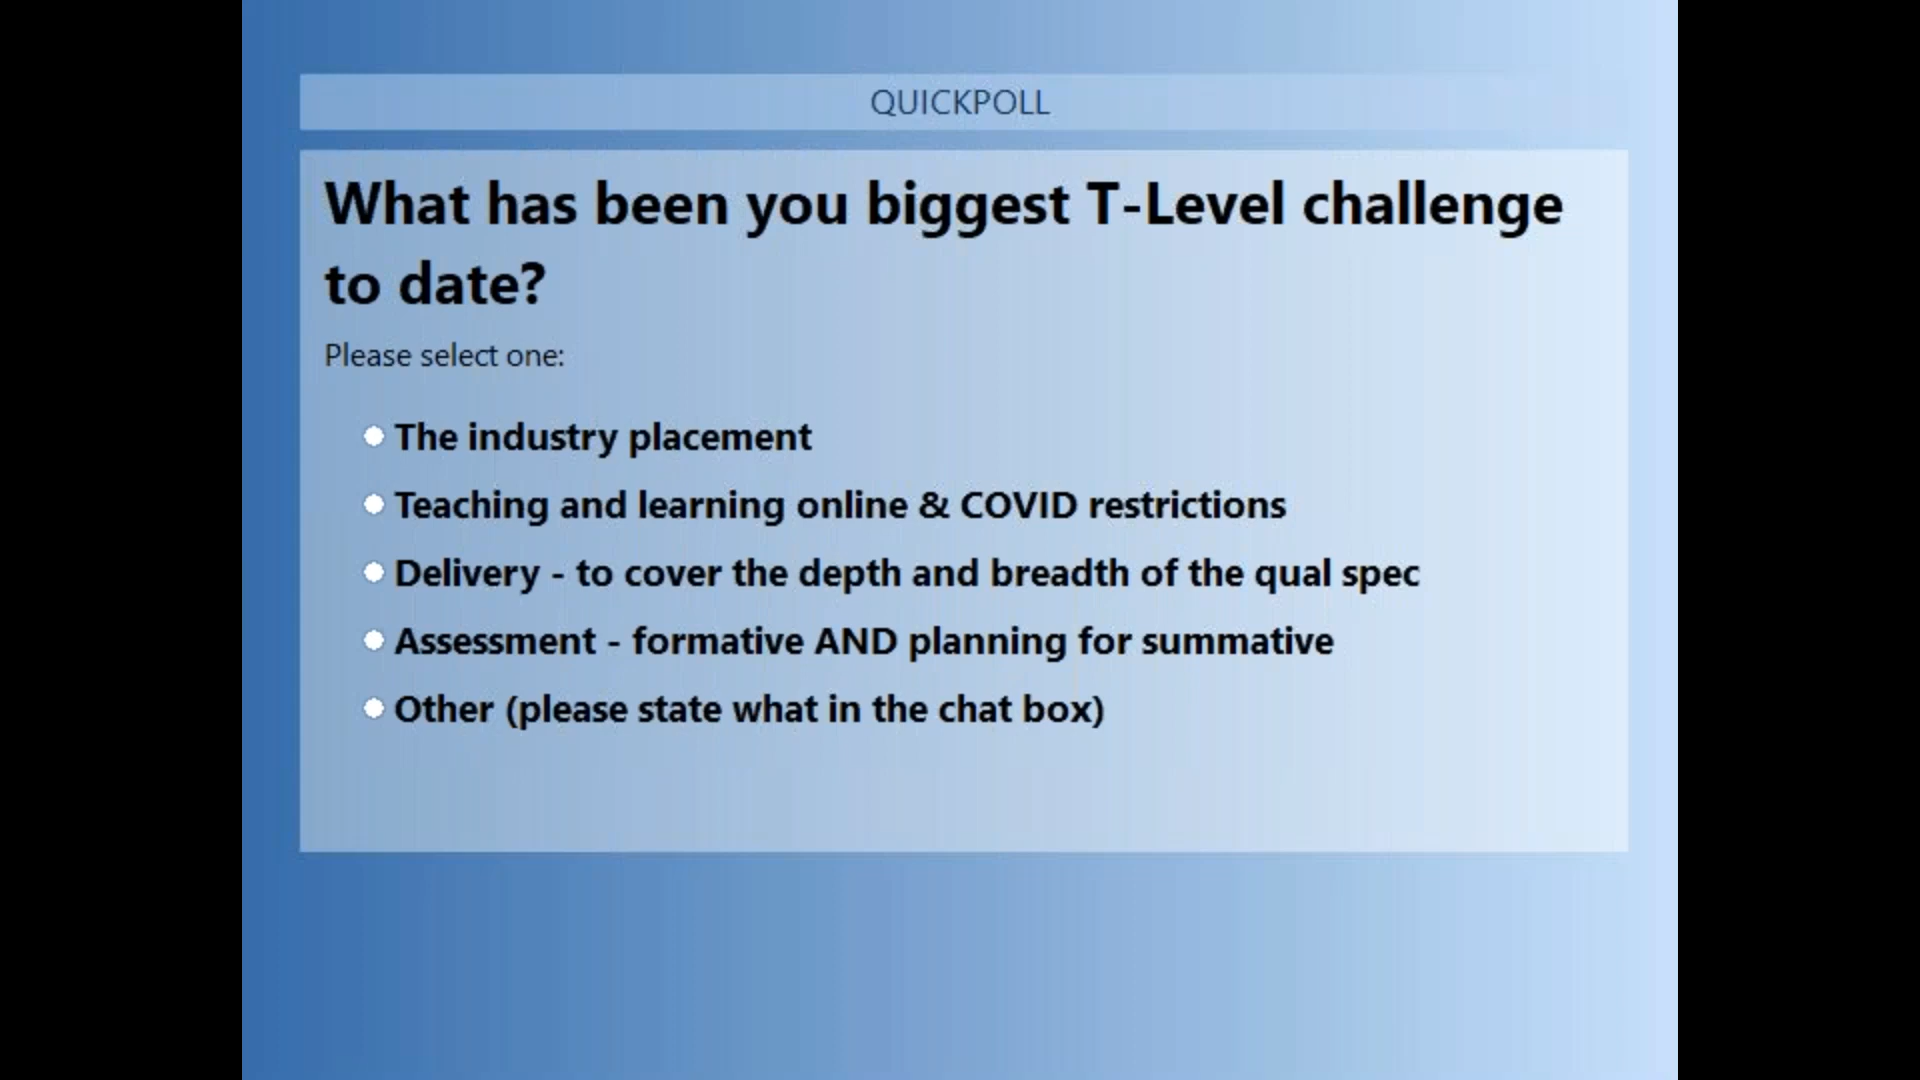 QUICKPOLL
What has been you biggest T-Level challenge
to date?
Please select one:
The industry placement
Teaching and learning online & COVID restrictions
Delivery - to cover the depth and breadth of the qual spec
Assessment - formative AND planning for summative
Other (please state what in the chat box)